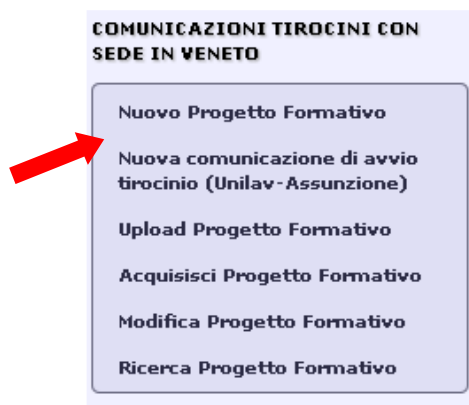 COMUNICAZIONI TIROCINI CON
SEDE IN VENETO
Nuovo Progetto Formativo
Nuova comunicazione di avvio
tirocinio (Unilav-Assunzione)
Upload Progetto Formativo
Acquisisci Progetto Formativo
Modifica Progetto Formativo
Ricerca Progetto Formativo